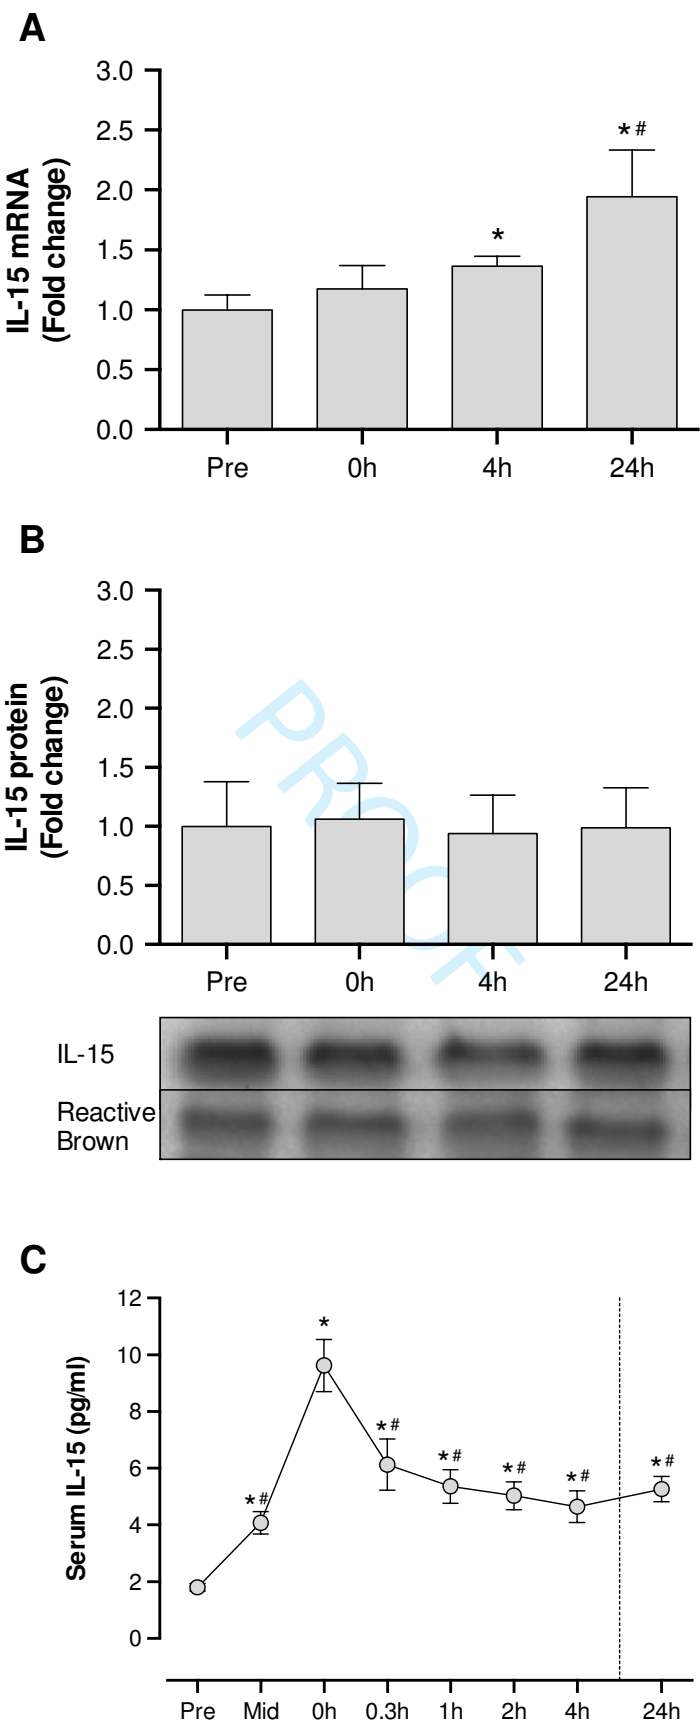 A
3.0
2.5
2.0
1.5
1.0
0.5
0.0
IL-15 mRNA
(Fold change)
*
* #
Pre 0h 4h 24h
B
3.0
2.5
2.0
1.5
1.0
0.5
0.0
IL-15 protein
(Fold change)
PROOF
Pre 0h 4h 24h
IL-15
Reactive
Brown
C
12
10
8
6
4
2
0
Serum IL-15 (pg/ml)
* #
*
* #
* #
* #
* #
* #
Pre Mid 0h 0.3h 1h 2h 4h 24h